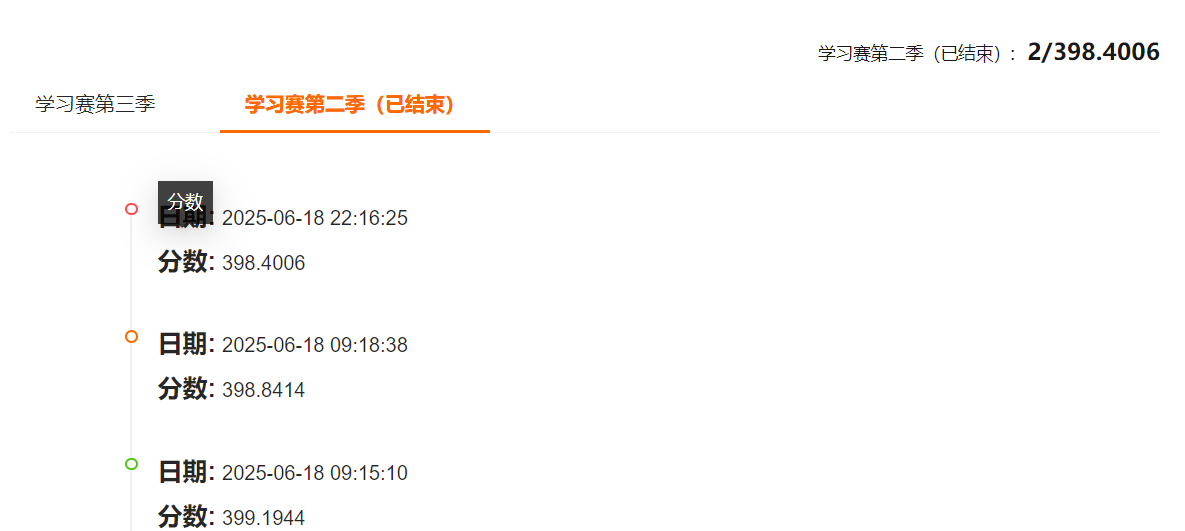 学习赛第二季（已结束）： 2/398.4006
学习赛第三季 学习赛第二季（已结束）
分数
日期: 2025-06-18 22:16:25
分数: 398.4006
日期: 2025-06-18 09:18:38
分数: 398.8414
日期: 2025-06-18 09:15:10
分数: 399.1944